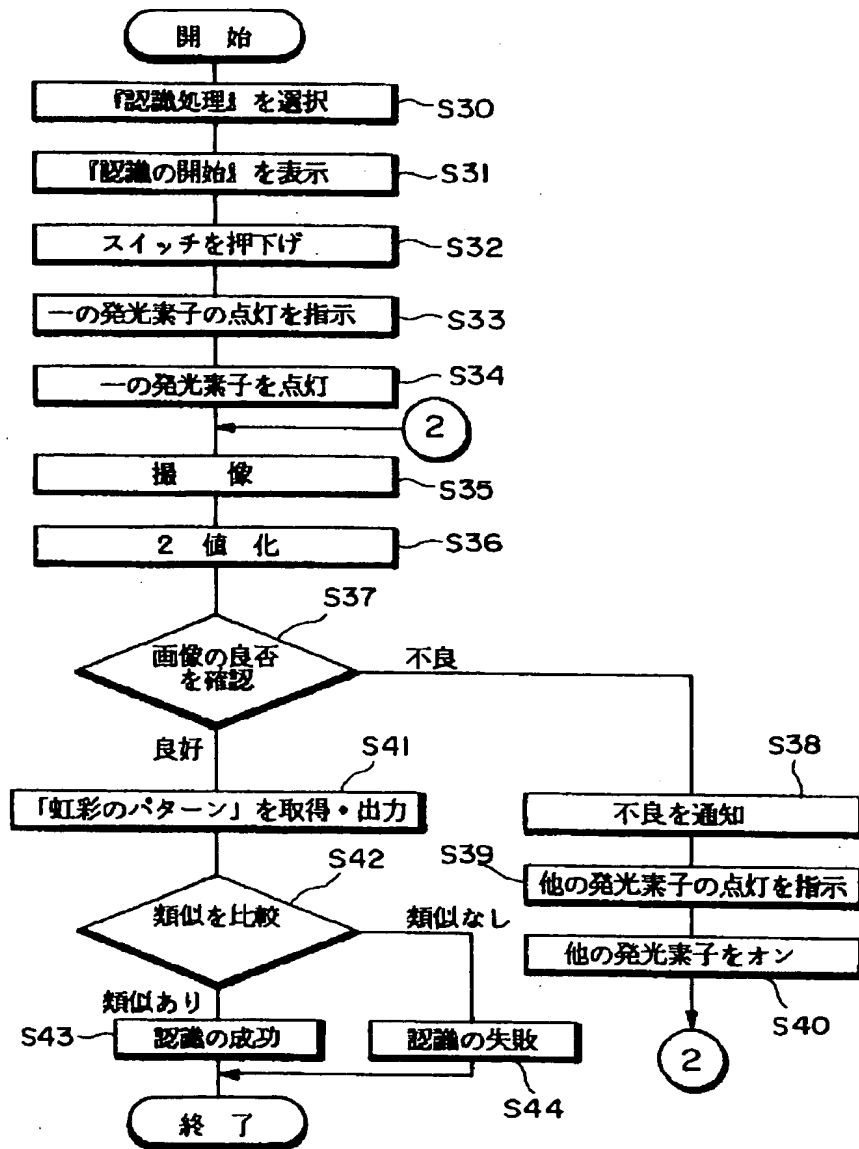 開 始
『認識処理』を選択
S30
『認識の開始』を表示
S31
スイッチを押下げ
S32
一の発光素子の点灯を指示
S33
一の発光素子を点灯
S34
2
撮 像
S35
2 値 化
S36
S37
画像の良否
を確認
不良
良好
S41
「虹彩のパターン」を取得・出力
S38
不良を通知
S39
他の発光素子の点灯を指示
他の発光素子をオン
S40
2
S42
類似を比較
類似なし
類似あり
S43
認識の成功
認識の失敗
S44
終 了